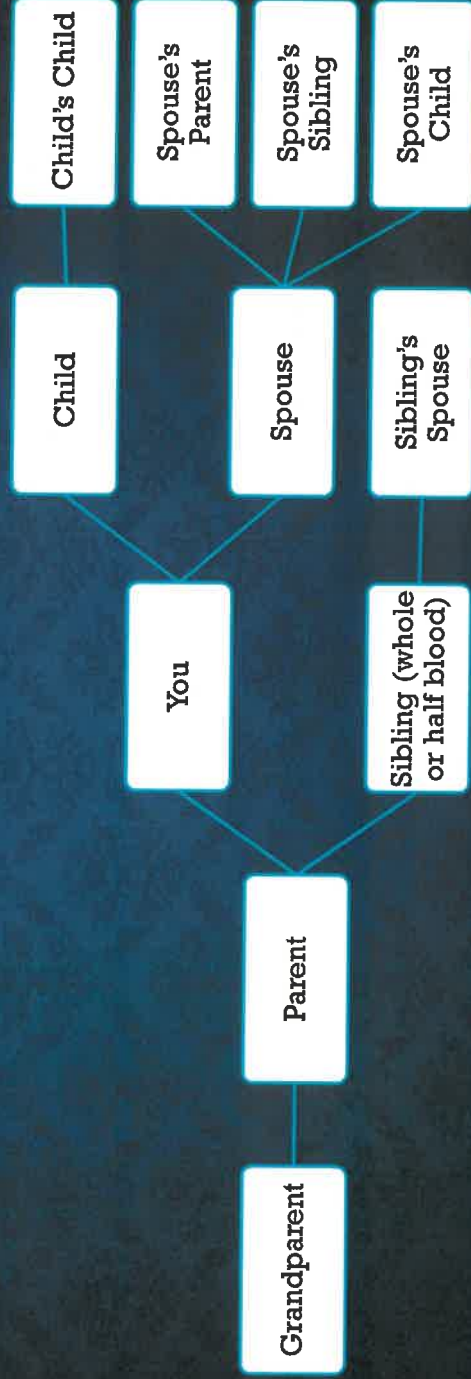 Grandparent
Parent
You
Sibling (whole
or half blood)
Child
Spouse
Sibling's
Spouse
Child's Child
Spouse's
Parent
Spouse's
Sibling
Spouse's
Child